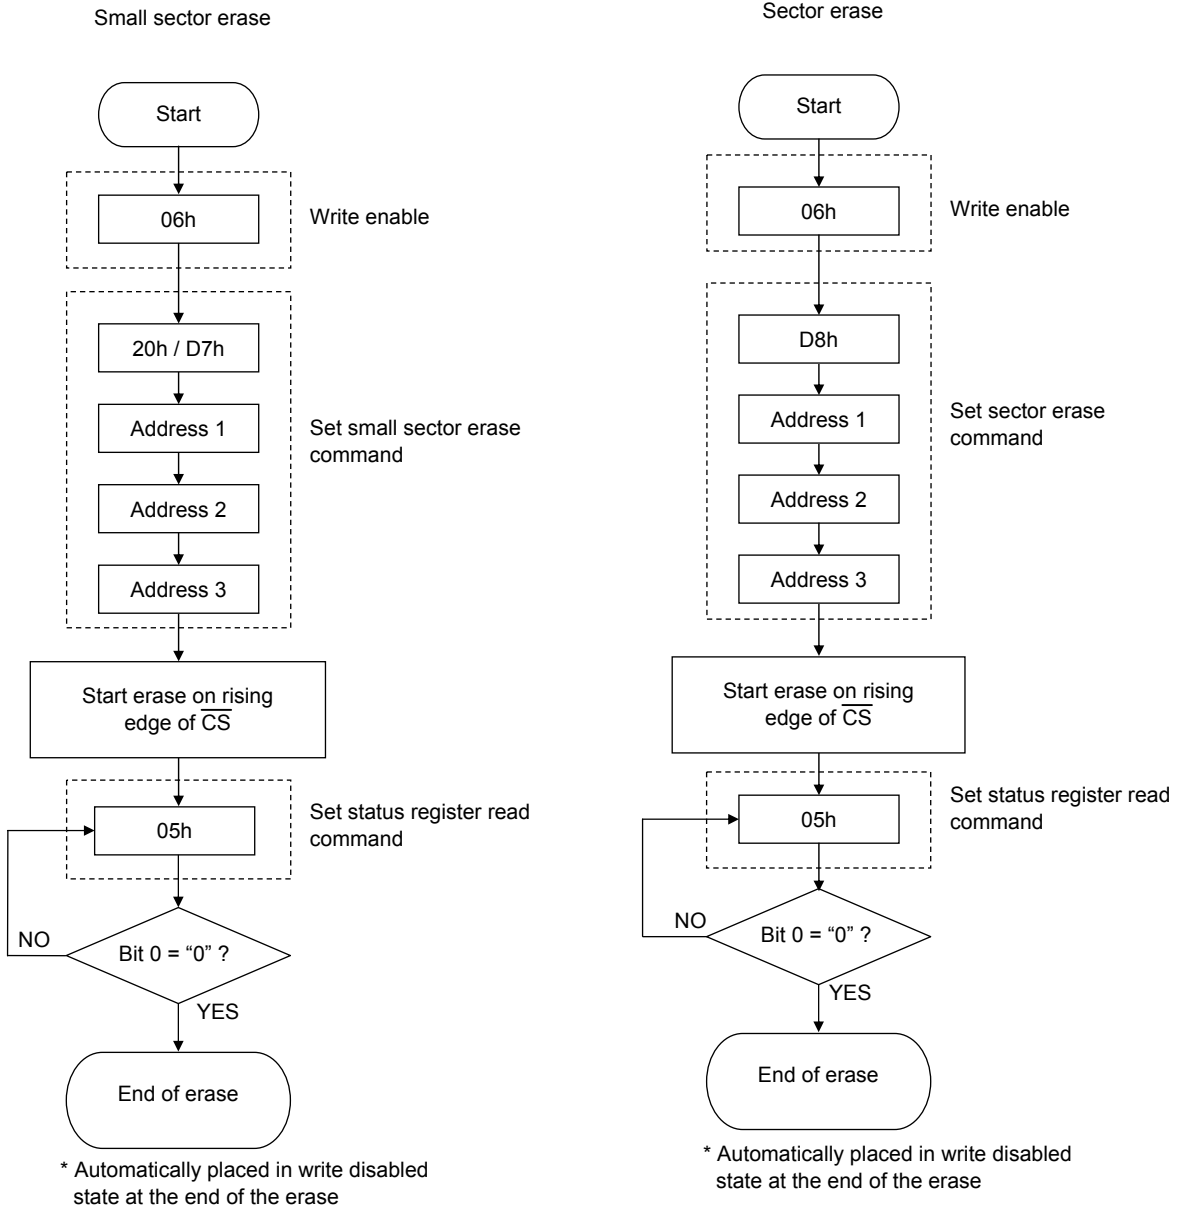 Small sector erase
Start
06h
Write enable
20h / D7h
Address 1
Set small sector erase
command
Address 2
Address 3
Start erase on rising
edge of C̅S̅
05h
Set status register read
command
NO
Bit 0 = “0” ?
YES
End of erase
* Automatically placed in write disabled
state at the end of the erase
Sector erase
Start
06h
Write enable
D8h
Address 1
Set sector erase
command
Address 2
Address 3
Start erase on rising
edge of C̅S̅
05h
Set status register read
command
NO
Bit 0 = “0” ?
YES
End of erase
* Automatically placed in write disabled
state at the end of the erase